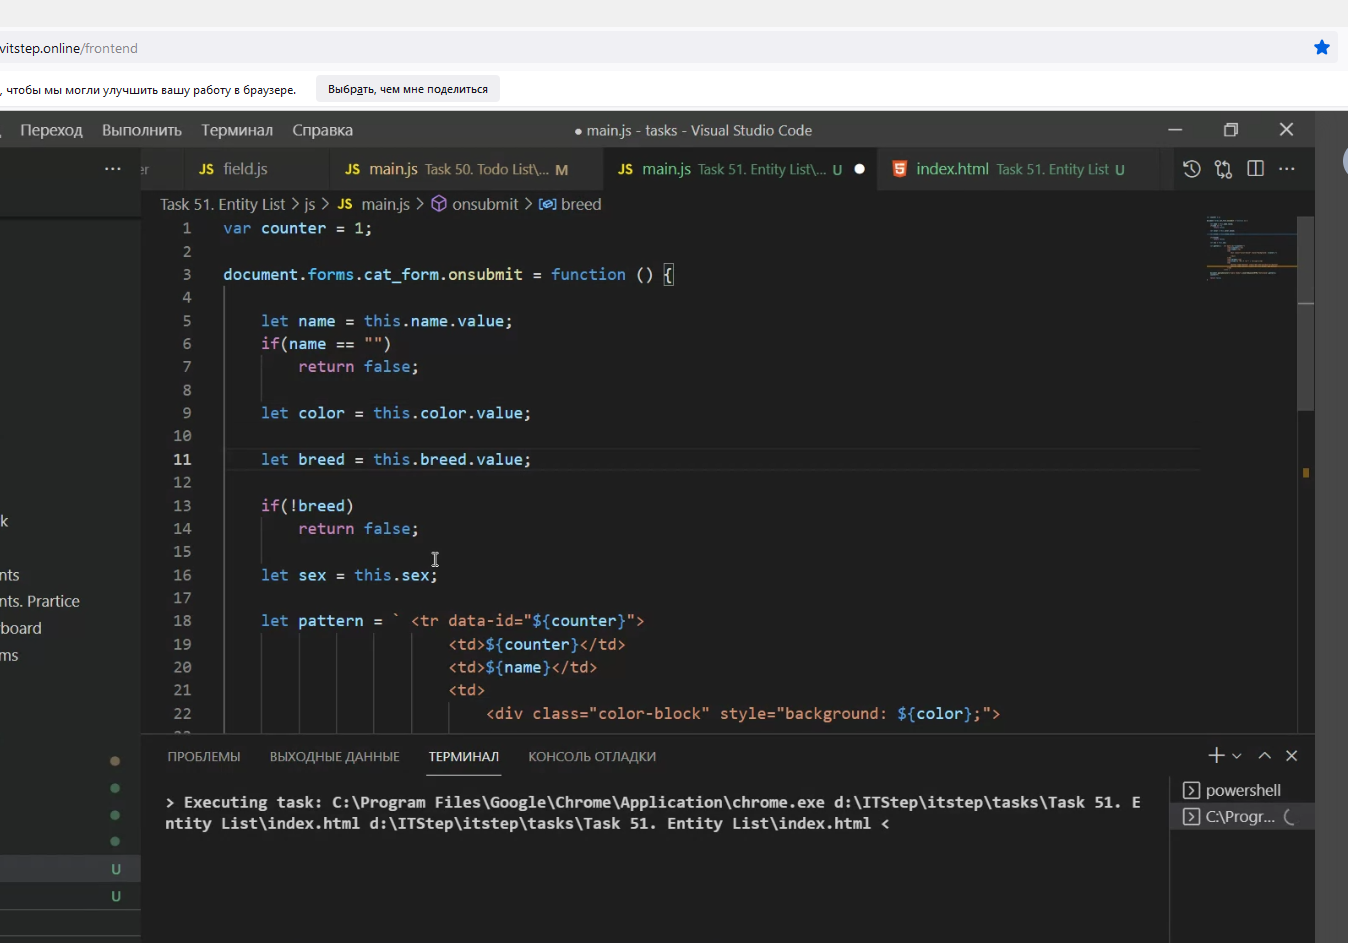 vitstep.online/frontend
, чтобы мы могли улучшить вашу работу в браузере. Выбрать, чем мне поделиться
Переход Выполнить Терминал Справка ● main.js - tasks - Visual Studio Code
er JS field.js JS main.js Task 50. Todo List\... M JS main.js Task 51. Entity List\... U index.html Task 51. Entity List U
Task 51. Entity List > js > JS main.js > onsubmit > breed
1 var counter = 1;
2
3 document.forms.cat_form.onsubmit = function () {
4
5 let name = this.name.value;
6 if(name == "")
7 return false;
8
9 let color = this.color.value;
10
11 let breed = this.breed.value;
12
13 if(!breed)
14 return false;
15
16 let sex = this.sex;
17
18 let pattern = ` <tr data-id="${counter}">
19 <td>${counter}</td>
20 <td>${name}</td>
21 <td>
22 <div class="color-block" style="background: ${color};">
k
nts
nts. Prartice
board
ms
U
U
ПРОБЛЕМЫ ВЫХОДНЫЕ ДАННЫЕ ТЕРМИНАЛ КОНСОЛЬ ОТЛАДКИ
> Executing task: C:\Program Files\Google\Chrome\Application\chrome.exe d:\ITStep\itstep\tasks\Task 51. E
ntity List\index.html d:\ITStep\itstep\tasks\Task 51. Entity List\index.html <
powershell
C:\Progr...